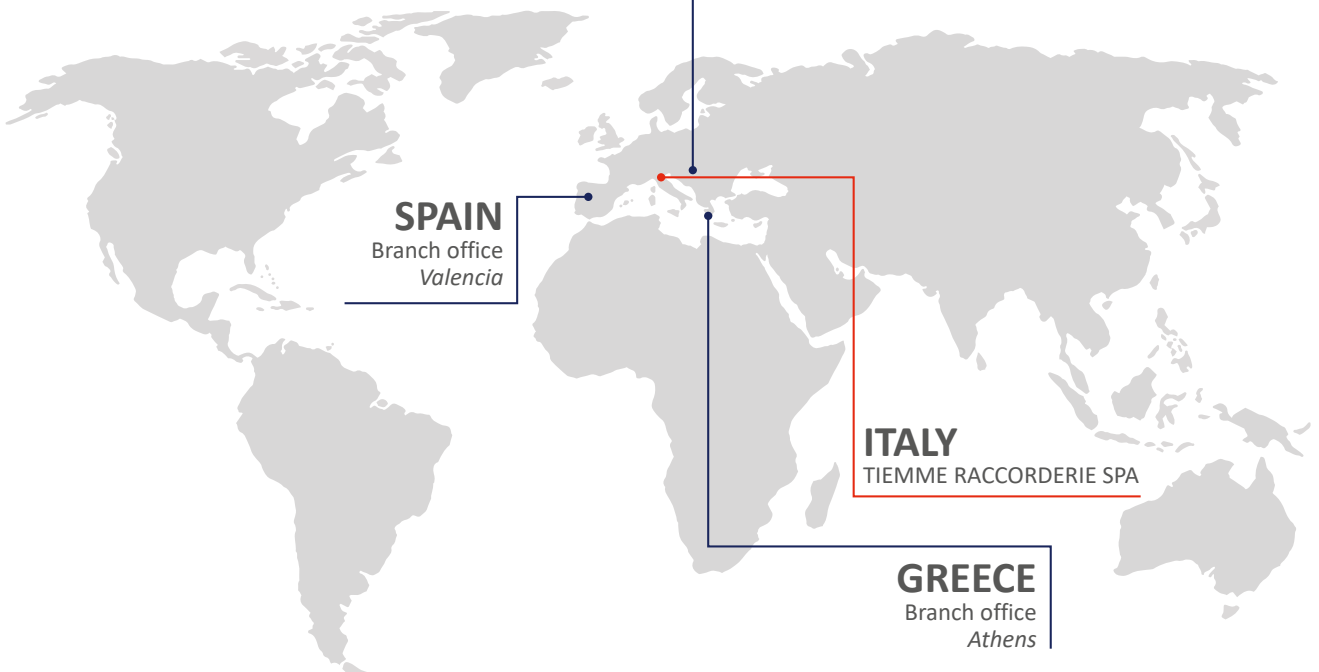 SPAIN
Branch office
Valencia
ITALY
TIEMME RACCORDERIE SPA
GREECE
Branch office
Athens